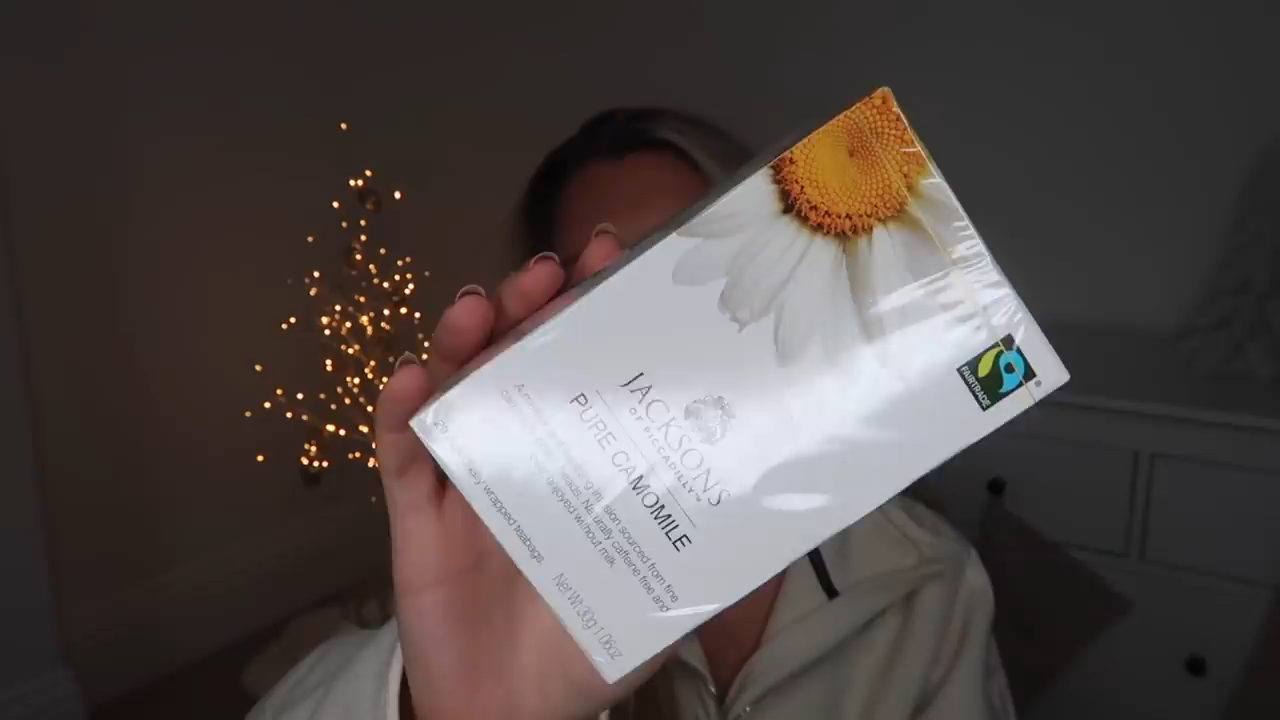 JACKSONS
OF PICCADILLY
PURE CAMOMILE
sourced from fine
Naturally caffeine free and
enjoyed without milk.
wrapped teabags.
Net Wt 30g 1.06oz
FAIRTRADE